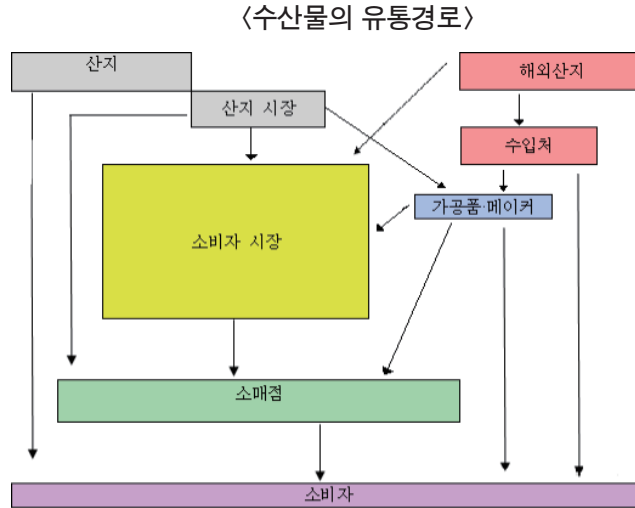 〈수산물의 유통경로〉
산지
해외산지
산지 시장
수입처
가공품·메이커
소비자 시장
소매점
소비자